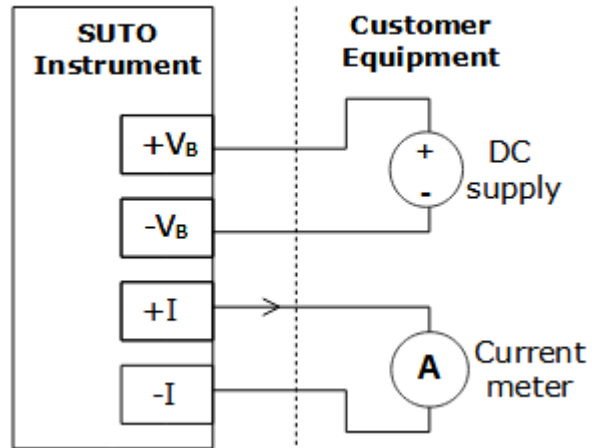 SUTO
Instrument
Customer
Equipment
+VB
-VB
+I
-I
+
-
DC
supply
A
Current
meter